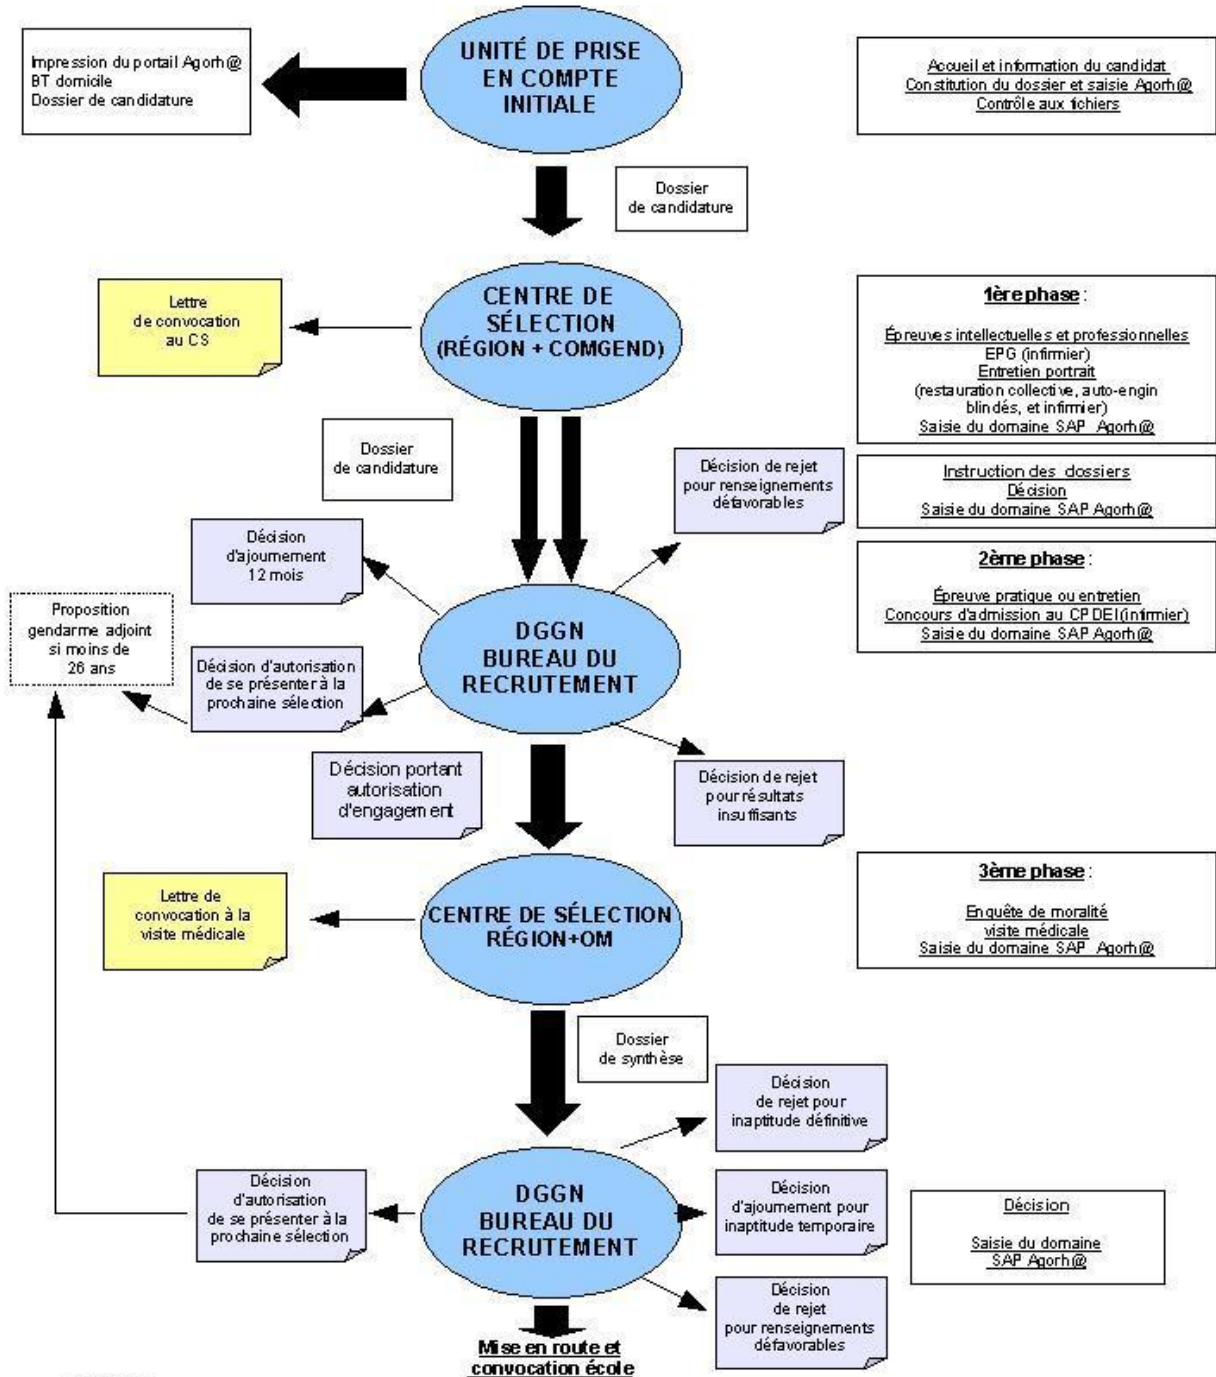 UNITÉ DE PRISE
EN COMPTE
INITIALE
Impression du portail Agorh@
BT domicile
Dossier de candidature
Accueil et information du candidat
Constitution du dossier et saisie Agorh@
Contrôle aux fichiers
Dossier
de candidature
CENTRE DE
SÉLECTION
(RÉGION + COMGEND)
Lettre
de convocation
au CS
1ère phase :
Épreuves intellectuelles et professionnelles
EPG (infirmier)
Entretien portrait
(restauration collective, auto-engin
blindés, et infirmier)
Saisie du domaine SAP Agorh@
Dossier
de candidature
Décision de rejet
pour renseignements
défavorables
Instruction des dossiers
Décision
Saisie du domaine SAP Agorh@
Décision
d'ajournement
12 mois
2ème phase :
Épreuve pratique ou entretien
Concours d'admission au CPDEI(infirmier)
Saisie du domaine SAP Agorh@
Proposition
gendarme adjoint
si moins de
26 ans
DGGN
BUREAU DU
RECRUTEMENT
Décision d'autorisation
de se présenter à la
prochaine sélection
Décision portant
autorisation
d'engagement
Décision de rejet
pour résultats
insuffisants
Lettre de
convocation à la
visite médicale
CENTRE DE SÉLECTION
RÉGION+OM
3ème phase :
Enquête de moralité
visite médicale
Saisie du domaine SAP Agorh@
Dossier
de synthèse
Décision
de rejet pour
inaptitude définitive
Décision
d'autorisation
de se présenter à la
prochaine sélection
DGGN
BUREAU DU
RECRUTEMENT
Décision
d'ajournement pour
inaptitude temporaire
Décision
Saisie du domaine
SAP Agorh@
Décision
de rejet
pour renseignements
défavorables
Mise en route et
convocation école